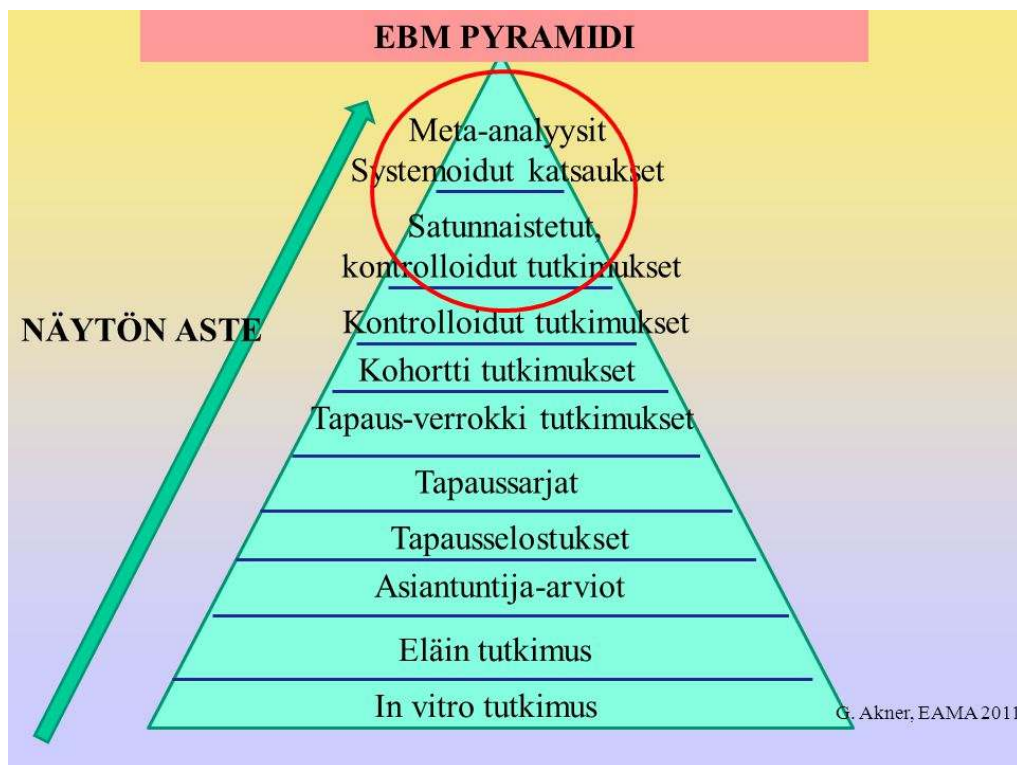 EBM PYRAMIDI
Meta-analyysit
Systemoidut katsaukset
Satunnaistetut,
kontrolloidut tutkimukset
NÄYTÖN ASTE
Kontrolloidut tutkimukset
Kohortti tutkimukset
Tapaus-verrokki tutkimukset
Tapaussarjat
Tapausselostukset
Asiantuntija-arviot
Eläin tutkimus
In vitro tutkimus
G. Akner, EAMA 2011